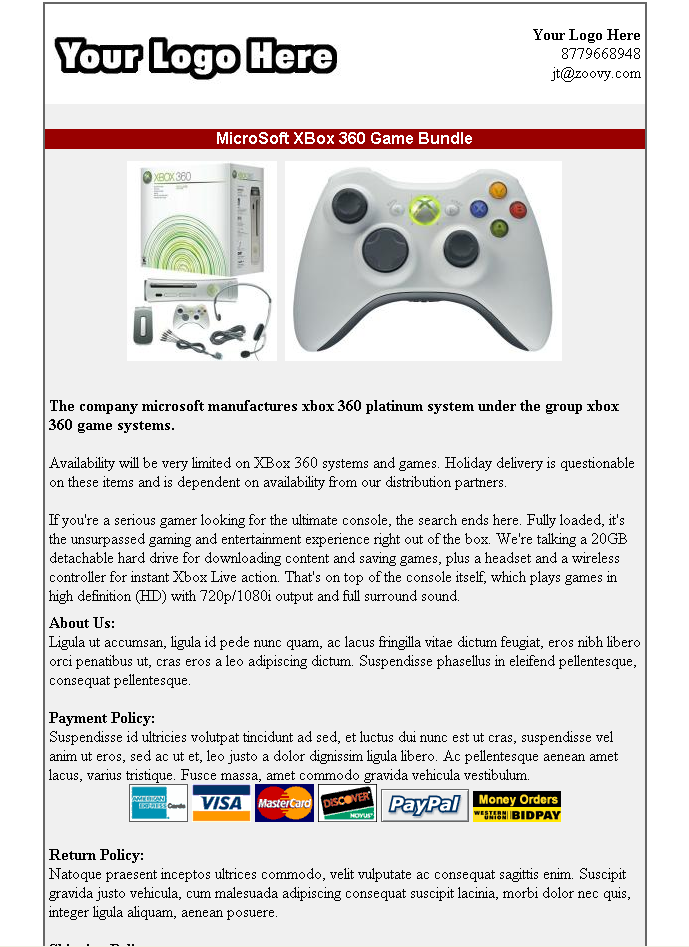 Your Logo Here
Your Logo Here
8779668948
jt@zoovy.com
MicroSoft XBox 360 Game Bundle
XBOX 360
The company microsoft manufactures xbox 360 platinum system under the group xbox
360 game systems.
Availability will be very limited on XBox 360 systems and games. Holiday delivery is questionable
on these items and is dependent on availability from our distribution partners.
If you're a serious gamer looking for the ultimate console, the search ends here. Fully loaded, it's
the unsurpassed gaming and entertainment experience right out of the box. We're talking a 20GB
detachable hard drive for downloading content and saving games, plus a headset and a wireless
controller for instant Xbox Live action. That's on top of the console itself, which plays games in
high definition (HD) with 720p/1080i output and full surround sound.
About Us:
Ligula ut accumsan, ligula id pede nunc quam, ac lacus fringilla vitae dictum feugiat, eros nibh libero
orci penatibus ut, cras eros a leo adipiscing dictum. Suspendisse phasellus in eleifend pellentesque,
consequat pellentesque.
Payment Policy:
Suspendisse id ultricies volutpat tincidunt ad sed, et luctus dui nunc est ut cras, suspendisse vel
anim ut eros, sed ac ut et, leo justo a dolor dignissim ligula libero. Ac pellentesque aenean amet
lacus, varius tristique. Fusce massa, amet commodo gravida vehicula vestibulum.
AMERICAN EXPRESS Cards VISA MasterCard DISCOVER NOVUS PayPal Money Orders
WESTERN UNION BIDPAY
Return Policy:
Natoque praesent inceptos ultrices commodo, velit vulputate ac consequat sagittis enim. Suscipit
gravida justo vehicula, cum malesuada adipiscing consequat suscipit lacinia, morbi dolor nec quis,
integer ligula aliquam, aenean posuere.